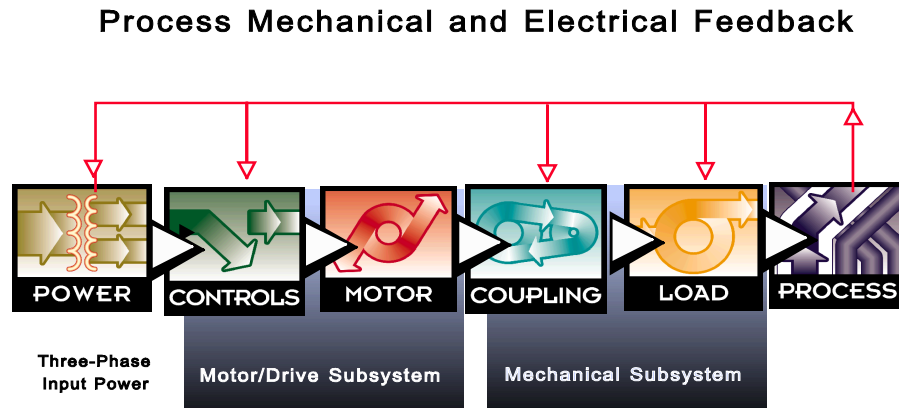 Process Mechanical and Electrical Feedback
POWER
CONTROLS
MOTOR
COUPLING
LOAD
PROCESS
Three-Phase
Input Power
Motor/Drive Subsystem
Mechanical Subsystem